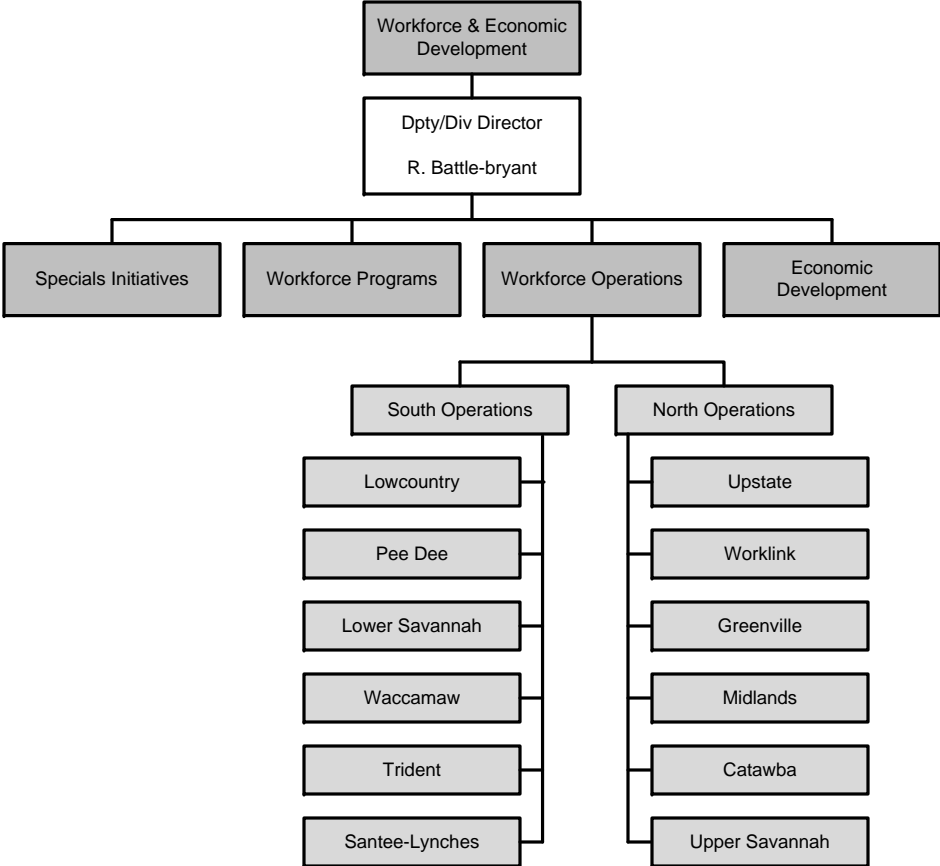 Workforce & Economic
Development
Dpty/Div Director
R. Battle-bryant
Specials Initiatives
Workforce Programs
Workforce Operations
Economic
Development
South Operations
North Operations
Lowcountry
Upstate
Pee Dee
Worklink
Lower Savannah
Greenville
Waccamaw
Midlands
Trident
Catawba
Santee-Lynches
Upper Savannah